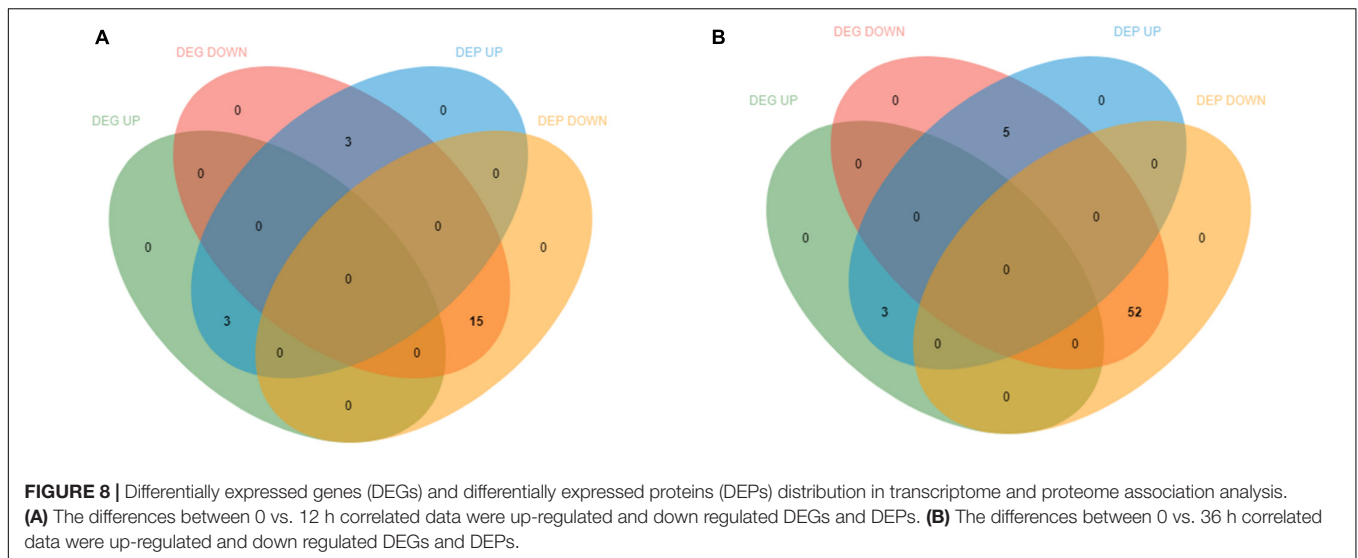 A
DEG DOWN
DEP UP
DEG UP
DEP DOWN
0
0
3
0
0
0
0
0
0
0
3
15
0
0
0
B
DEG DOWN
DEP UP
DEG UP
DEP DOWN
0
0
5
0
0
0
0
0
0
0
3
52
0
0
0
FIGURE 8 | Differentially expressed genes (DEGs) and differentially expressed proteins (DEPs) distribution in transcriptome and proteome association analysis.
(A) The differences between 0 vs. 12 h correlated data were up-regulated and down regulated DEGs and DEPs. (B) The differences between 0 vs. 36 h correlated
data were up-regulated and down regulated DEGs and DEPs.